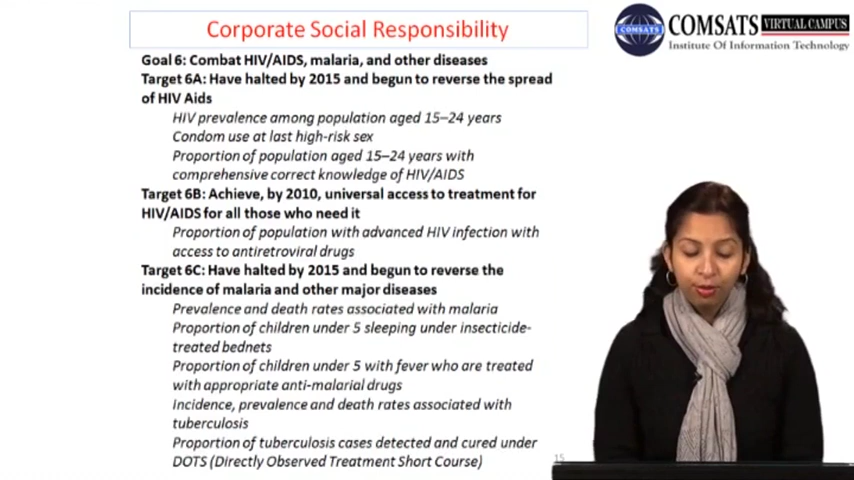 Corporate Social Responsibility
COMSATS VIRTUAL CAMPUS
Institute Of Information Technology
COMSATS
Goal 6: Combat HIV/AIDS, malaria, and other diseases
Target 6A: Have halted by 2015 and begun to reverse the spread
of HIV Aids
HIV prevalence among population aged 15–24 years
Condom use at last high-risk sex
Proportion of population aged 15–24 years with
comprehensive correct knowledge of HIV/AIDS
Target 6B: Achieve, by 2010, universal access to treatment for
HIV/AIDS for all those who need it
Proportion of population with advanced HIV infection with
access to antiretroviral drugs
Target 6C: Have halted by 2015 and begun to reverse the
incidence of malaria and other major diseases
Prevalence and death rates associated with malaria
Proportion of children under 5 sleeping under insecticide-
treated bednets
Proportion of children under 5 with fever who are treated
with appropriate anti-malarial drugs
Incidence, prevalence and death rates associated with
tuberculosis
Proportion of tuberculosis cases detected and cured under
DOTS (Directly Observed Treatment Short Course)
15